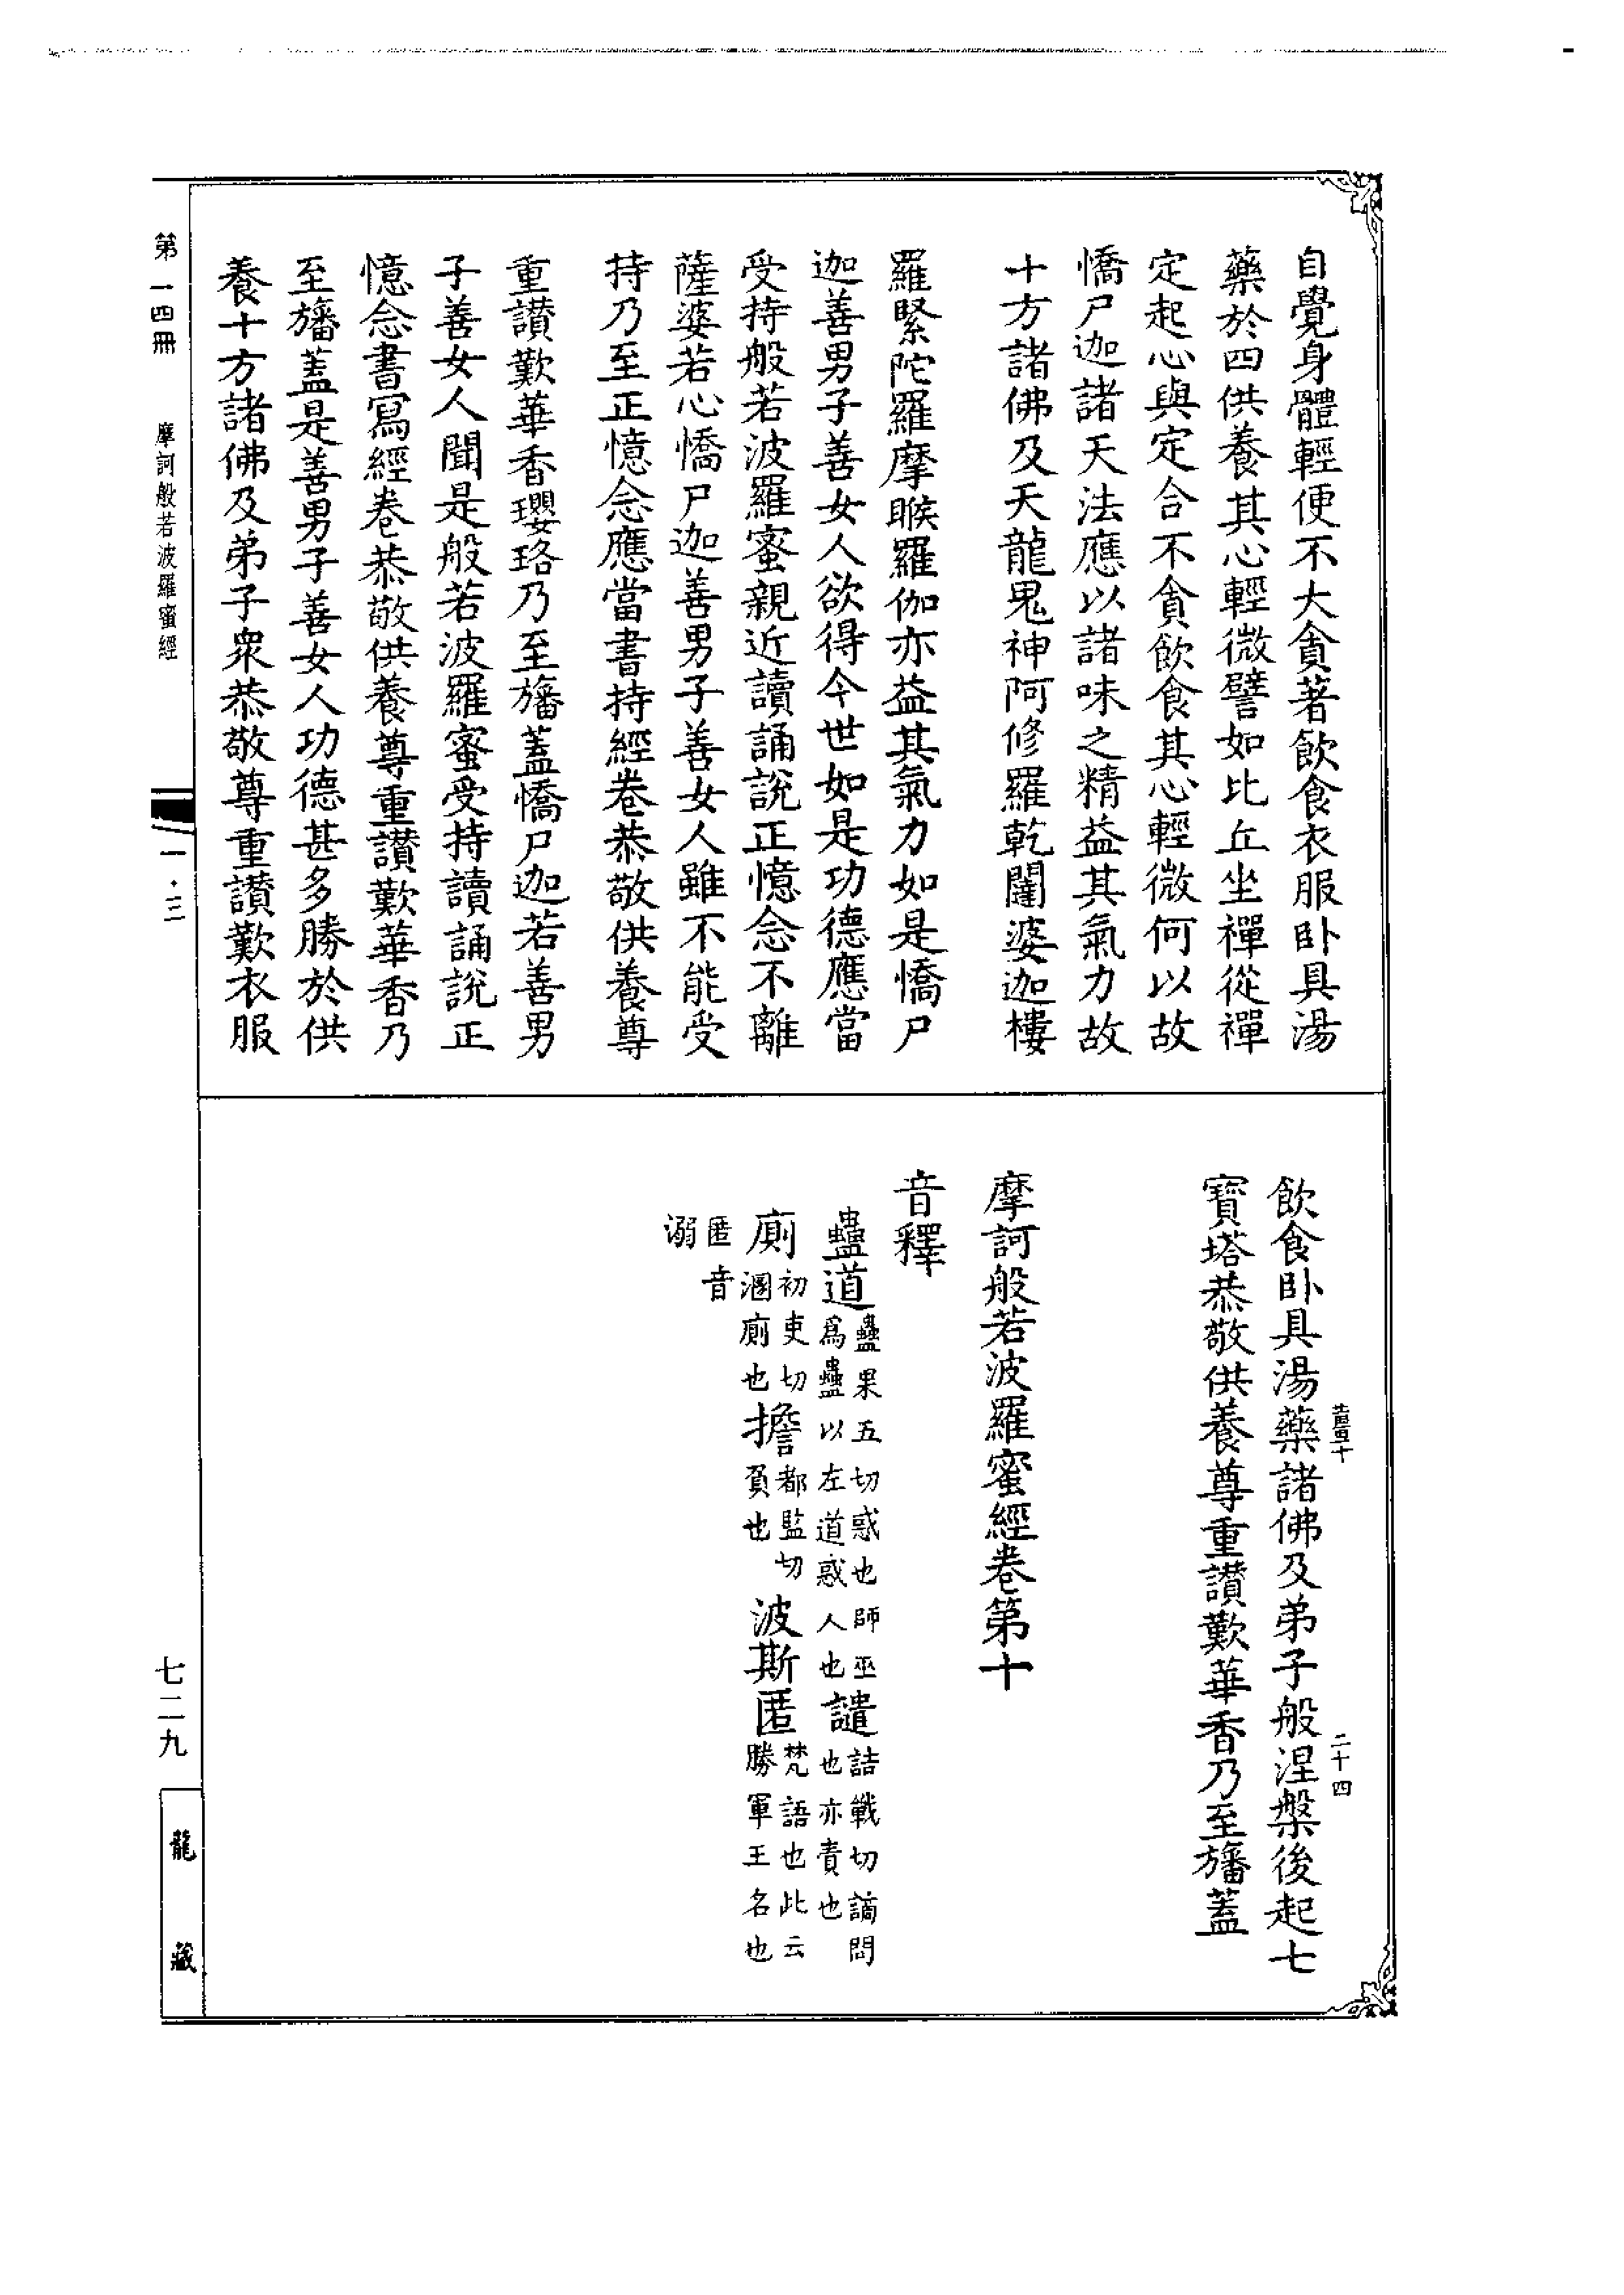 自覺身體輕便不大貪著飲食衣服卧具湯
藥於四供養其心輕微譬如比丘坐禪從禪
定起心與定合不貪飲食其心輕微何以故
憍尸迦諸天法應以諸味之精益其氣力故
十方諸佛及天龍鬼神阿修羅乾闥婆迦樓
羅緊陀羅摩睺羅伽亦益其氣力如是憍尸
迦善男子善女人欲得今世如是功德應當
受持般若波羅蜜親近讀誦說正憶念不離
薩婆若心憍尸迦善男子善女人雖不能受
持乃至正憶念應當書持經卷恭敬供養尊
重讃歎華香瓔珞乃至旛蓋憍尸迦若善男
子善女人聞是般若波羅蜜受持讀誦說正
憶念書寫經卷恭敬供養尊重讃歎華香乃
至旛蓋是善男子善女人功德甚多勝於供
養十方諸佛及弟子眾恭敬尊重讃歎衣服
第一四冊 摩訶般若波羅蜜經
一·三
飲食卧具湯藥諸佛及弟子般涅槃後起七
二十四
寶塔恭敬供養尊重讃歎華香乃至旛蓋
摩訶般若波羅蜜經卷第十
音釋
蠱道 蠱果五切惑也師巫
爲蠱以左道惑人也 譴 詰戰切謫問
也亦責也
廁 初吏切
溷廁也 擔 都監切
負也 波斯匿 梵語也此云
勝軍王名也
匿音
溺
七二九
龍藏